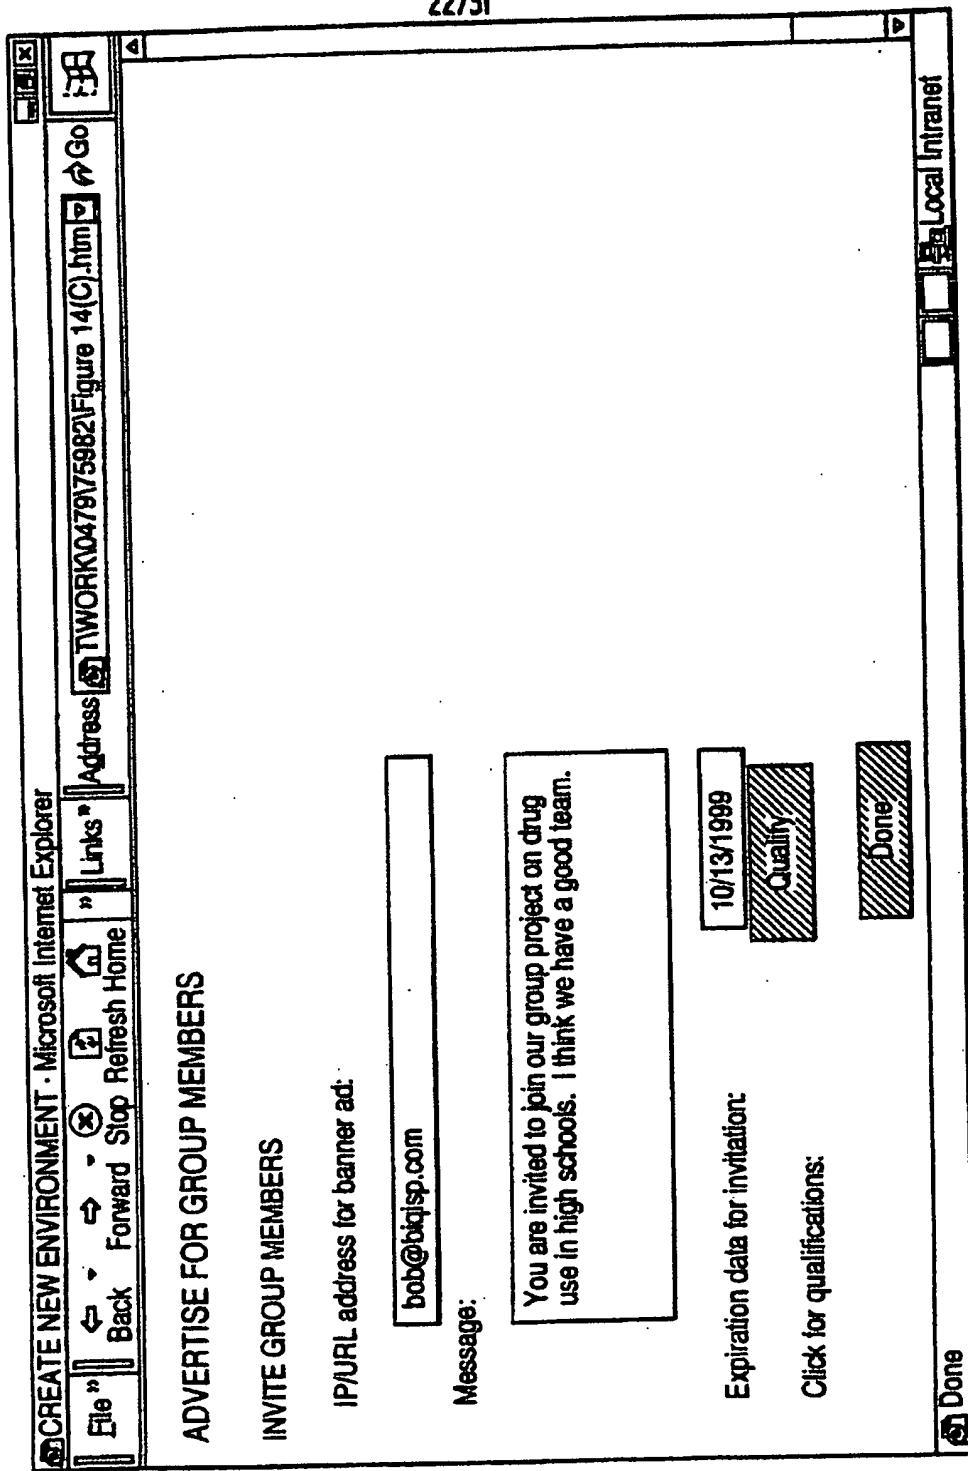 22/31
CREATE NEW ENVIRONMENT - Microsoft Internet Explorer
File » Back Forward Stop Refresh Home » Links » Address T:\WORK\0479\75982\Figure 14(C).htm Go
ADVERTISE FOR GROUP MEMBERS
INVITE GROUP MEMBERS
IP/URL address for banner ad:
bob@bigisp.com
Message:
You are invited to join our group project on drug
use in high schools. I think we have a good team.
Expiration data for invitation: 10/13/1999
Click for qualifications: Qualify
Done
Done Local Intranet